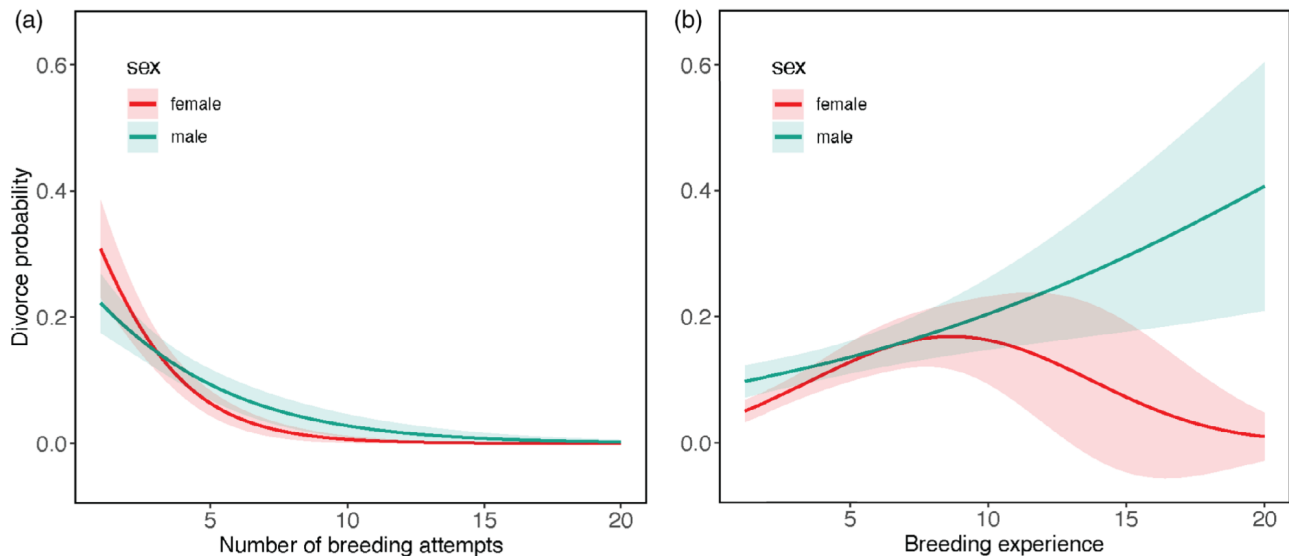 (a)
sex
female
male
Divorce probability
0.6
0.4
0.2
0.0
5 10 15 20
Number of breeding attempts
(b)
sex
female
male
0.6
0.4
0.2
0.0
5 10 15 20
Breeding experience